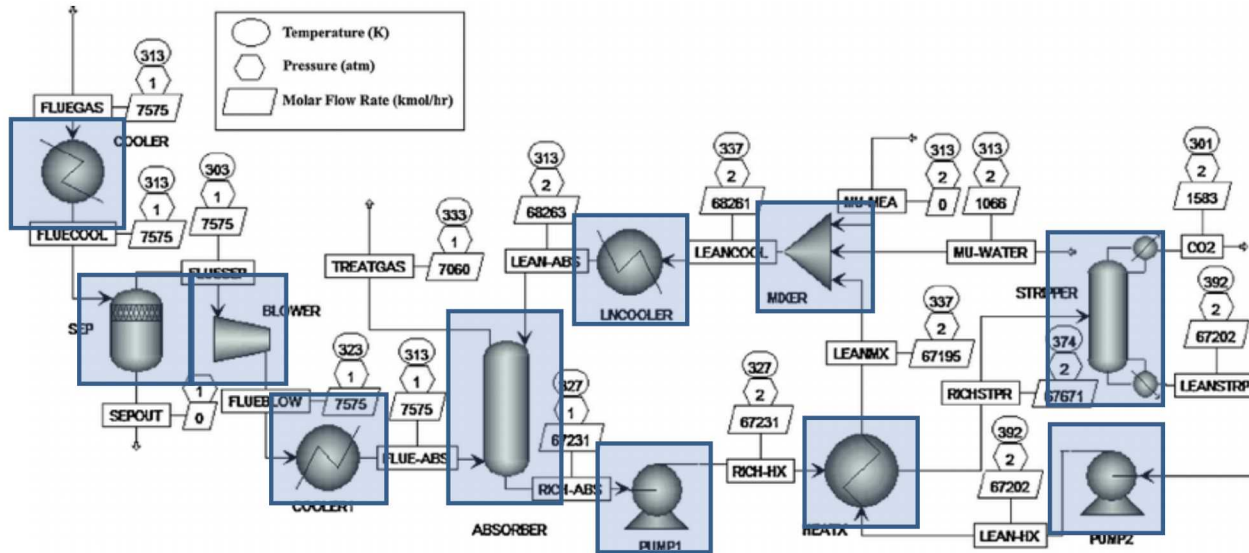 Temperature (K)
Pressure (atm)
Molar Flow Rate (kmol/hr)
313
1
7575
FLUEGAS
COOLER
313
1
7575
FLUECOOL
303
1
7575
FLUESEP
SEP
BLOWER
1
0
SEPOUT
FLUEBLOW
323
1
7575
COOLER1
313
1
7575
FLUE-ABS
333
1
7060
TREATGAS
313
2
68263
LEAN-ABS
LNCOOLER
337
2
68261
LEANCOOL
MIXER
313
2
0
MU-MEA
313
2
1066
MU-WATER
301
2
1583
CO2
STRIPPER
392
2
67202
LEANSTRP
374
2
67671
RICHSTPR
337
2
67195
LEANMX
ABSORBER
327
1
67231
RICH-ABS
PUMP1
327
2
67231
RICH-HX
HEATX
392
2
67202
LEAN-HX
PUMP2